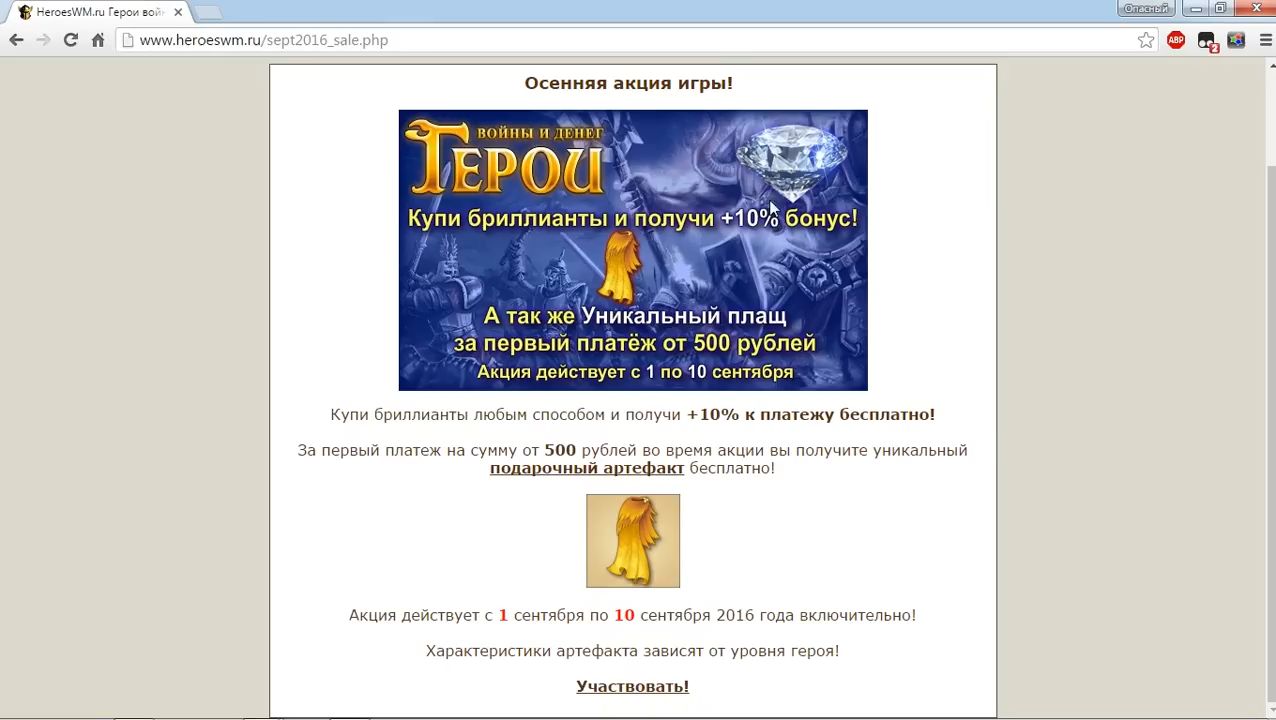 HeroesWM.ru Герои вой
Опасный
www.heroeswm.ru/sept2016_sale.php
ABP
2
Осенняя акция игры!
ВОЙНЫ И ДЕНЕГ
ГЕРОИ
Купи бриллианты и получи +10% бонус!
А так же Уникальный плащ
за первый платёж от 500 рублей
Акция действует с 1 по 10 сентября
Купи бриллианты любым способом и получи +10% к платежу бесплатно!
За первый платеж на сумму от 500 рублей во время акции вы получите уникальный
подарочный артефакт бесплатно!
Акция действует с 1 сентября по 10 сентября 2016 года включительно!
Характеристики артефакта зависят от уровня героя!
Участвовать!